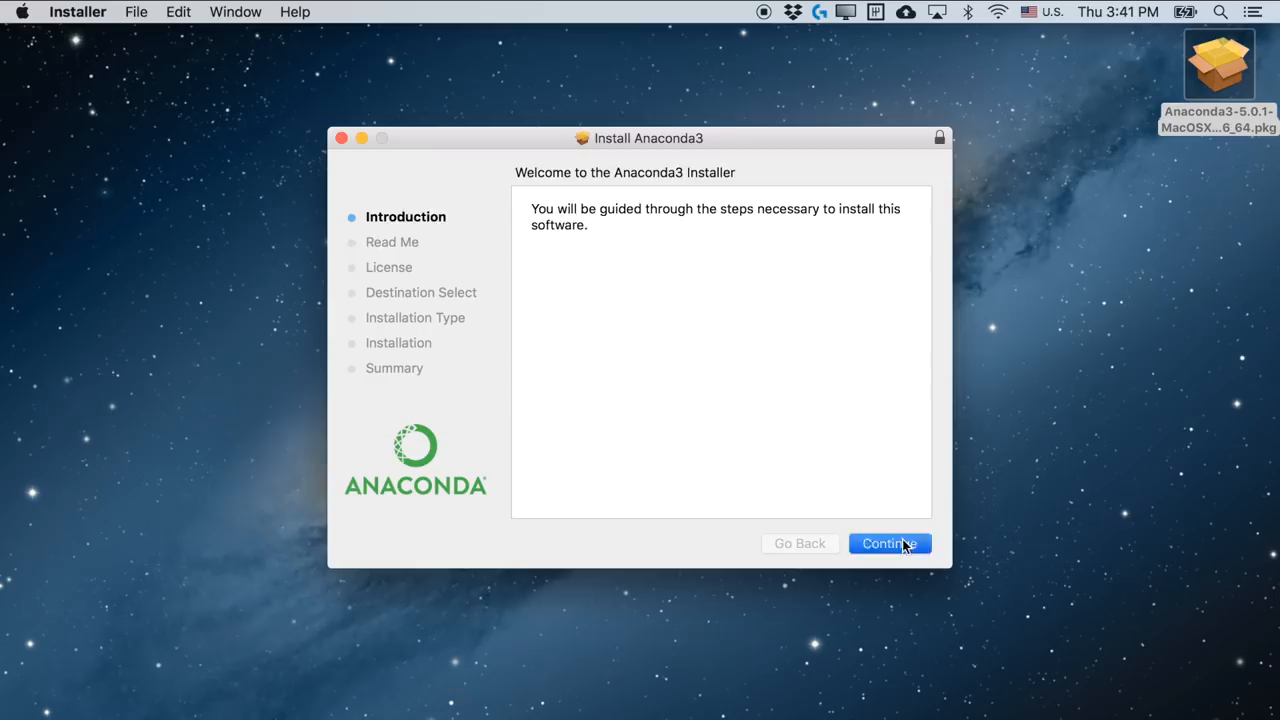 Installer File Edit Window Help U.S. Thu 3:41 PM
Anaconda3-5.0.1-
MacOSX...6_64.pkg
Install Anaconda3
Welcome to the Anaconda3 Installer
You will be guided through the steps necessary to install this
software.
Introduction
Read Me
License
Destination Select
Installation Type
Installation
Summary
ANACONDA
Go Back Continue